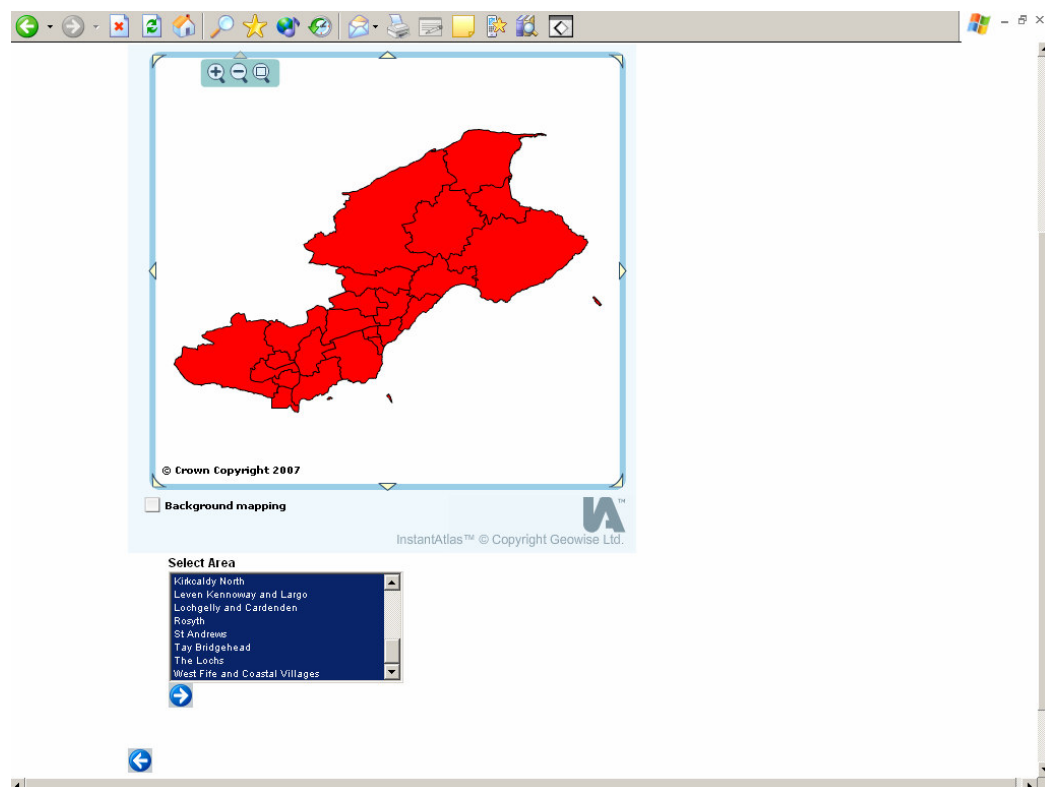 © Crown Copyright 2007
Background mapping
IA™
InstantAtlas™ © Copyright Geowise Ltd.
Select Area
Kirkcaldy North
Leven Kennoway and Largo
Lochgelly and Cardenden
Rosyth
St Andrews
Tay Bridgehead
The Lochs
West Fife and Coastal Villages